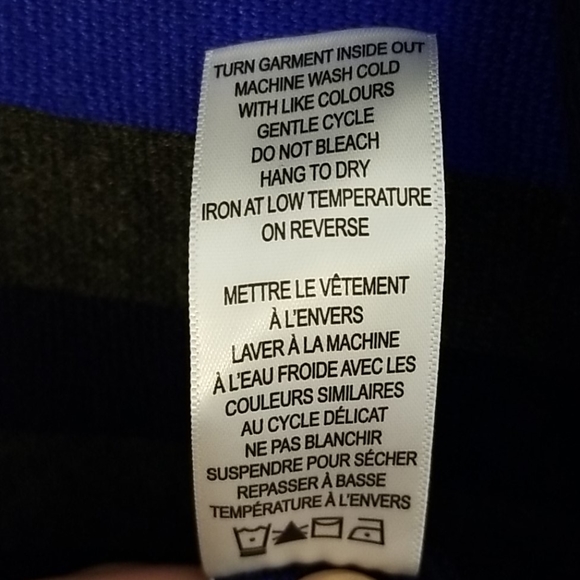 TURN GARMENT INSIDE OUT
MACHINE WASH COLD
WITH LIKE COLOURS
GENTLE CYCLE
DO NOT BLEACH
HANG TO DRY
IRON AT LOW TEMPERATURE
ON REVERSE
METTRE LE VÊTEMENT
À L'ENVERS
LAVER À LA MACHINE
À L'EAU FROIDE AVEC LES
COULEURS SIMILAIRES
AU CYCLE DÉLICAT
NE PAS BLANCHIR
SUSPENDRE POUR SÉCHER
REPASSER À BASSE
TEMPÉRATURE À L'ENVERS